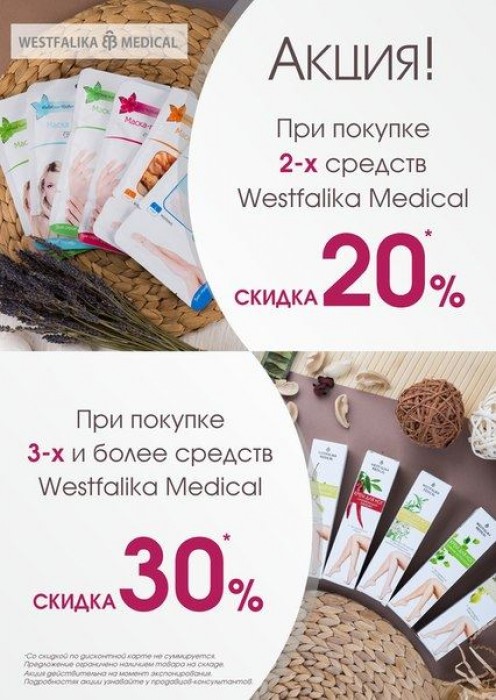 WESTFALIKA MEDICAL
Акция!
При покупке
2-х средств
Westfalika Medical
СКИДКА 20*%
При покупке
3-х и более средств
Westfalika Medical
СКИДКА 30*%
*Со скидкой по дисконтной карте не суммируется.
Предложение ограничено наличием товара на складе.
Акция действительна на момент экспонирования.
Подробности акции узнавайте у продавцов-консультантов.